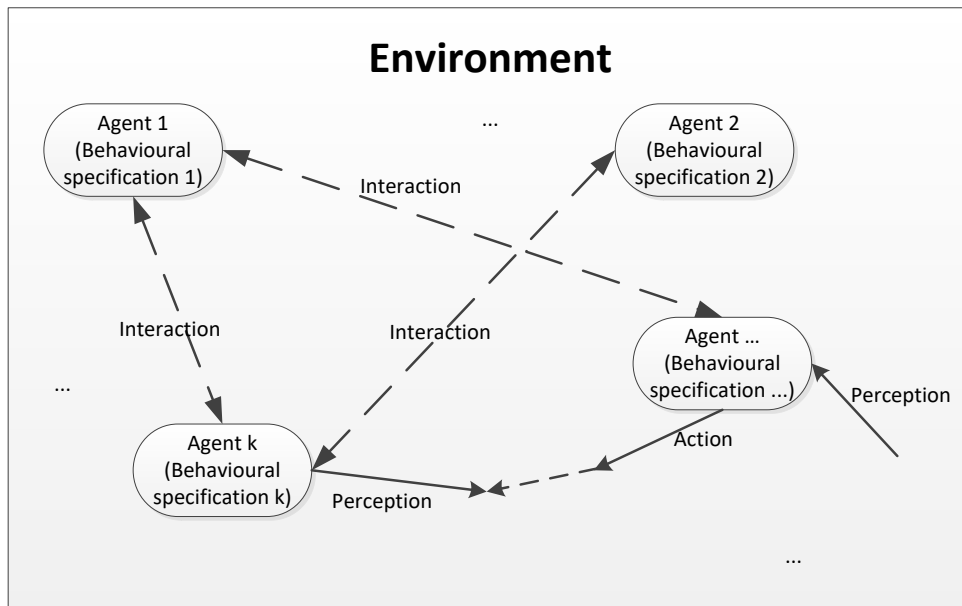 Environment
Agent 1
(Behavioural
specification 1)
...
Agent 2
(Behavioural
specification 2)
Interaction
Interaction
Interaction
Agent ...
(Behavioural
specification ...)
...
Perception
Agent k
(Behavioural
specification k)
Action
Perception
...